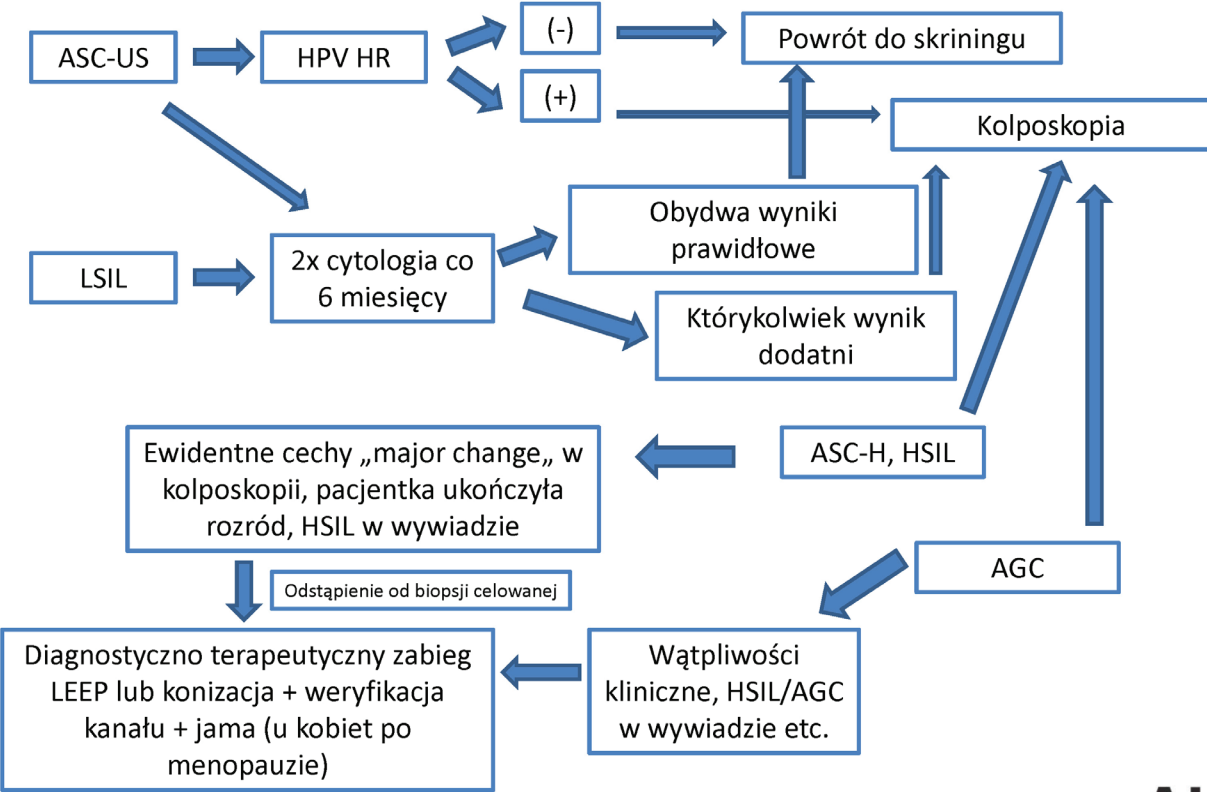 ASC-US
HPV HR
(-)
Powrót do skriningu
(+)
Kolposkopia
Obydwa wyniki
prawidłowe
LSIL
2x cytologia co
6 miesięcy
Którykolwiek wynik
dodatni
Ewidentne cechy „major change„ w
kolposkopii, pacjentka ukończyła
rozród, HSIL w wywiadzie
ASC-H, HSIL
AGC
Odstąpienie od biopsji celowanej
Diagnostyczno terapeutyczny zabieg
LEEP lub konizacja + weryfikacja
kanału + jama (u kobiet po
menopauzie)
Wątpliwości
kliniczne, HSIL/AGC
w wywiadzie etc.